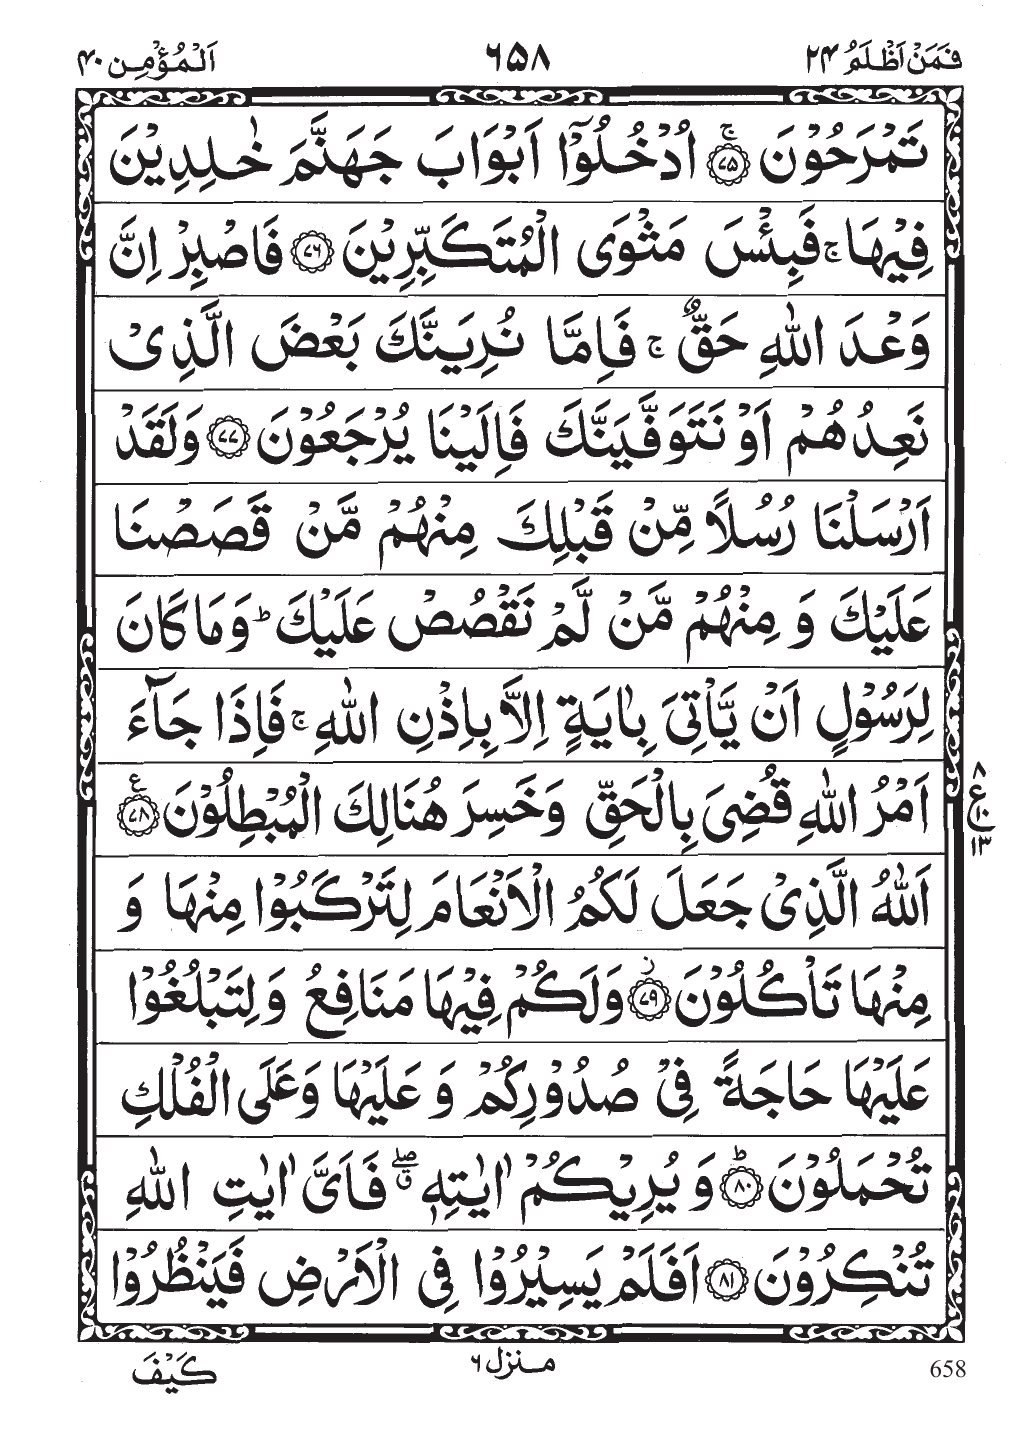 فَمَنْ اَظْلَمُ ۲۴ ۶۵۸ اَلْمُؤْمِن ۴۰
تَمْرَحُوْنَ ﴿۷۵﴾ۚ اُدْخُلُوْٓا اَبْوَابَ جَهَنَّمَ خٰلِدِيْنَ
فِيْهَا ۚ فَبِئْسَ مَثْوَى الْمُتَكَبِّرِيْنَ ﴿۷۶﴾ فَاصْبِرْ اِنَّ
وَعْدَ اللّٰهِ حَقٌّ ۚ فَاِمَّا نُرِيَنَّكَ بَعْضَ الَّذِىْ
نَعِدُهُمْ اَوْ نَتَوَفَّيَنَّكَ فَاِلَيْنَا يُرْجَعُوْنَ ﴿۷۷﴾ وَلَقَدْ
اَرْسَلْنَا رُسُلًا مِّنْ قَبْلِكَ مِنْهُمْ مَّنْ قَصَصْنَا
عَلَيْكَ وَ مِنْهُمْ مَّنْ لَّمْ نَقْصُصْ عَلَيْكَ ؕ وَمَا كَانَ
لِرَسُوْلٍ اَنْ يَّاْتِىَ بِاٰيَةٍ اِلَّا بِاِذْنِ اللّٰهِ ۚ فَاِذَا جَآءَ
اَمْرُ اللّٰهِ قُضِىَ بِالْحَقِّ وَخَسِرَ هُنَالِكَ الْمُبْطِلُوْنَ ﴿۷۸﴾ع
۸
ع
۱۰
۱۳
اَللّٰهُ الَّذِىْ جَعَلَ لَكُمُ الْاَنْعَامَ لِتَرْكَبُوْا مِنْهَا وَ
مِنْهَا تَاْكُلُوْنَ ﴿۷۹﴾ز وَلَكُمْ فِيْهَا مَنَافِعُ وَلِتَبْلُغُوْا
عَلَيْهَا حَاجَةً فِىْ صُدُوْرِكُمْ وَ عَلَيْهَا وَعَلَى الْفُلْكِ
تُحْمَلُوْنَ ﴿۸۰﴾ؕ وَ يُرِيْكُمْ اٰيٰتِهٖ ۖق فَاَىَّ اٰيٰتِ اللّٰهِ
تُنْكِرُوْنَ ﴿۸۱﴾ اَفَلَمْ يَسِيْرُوْا فِى الْاَرْضِ فَيَنْظُرُوْا
658 منزل ۶ كَيْفَ